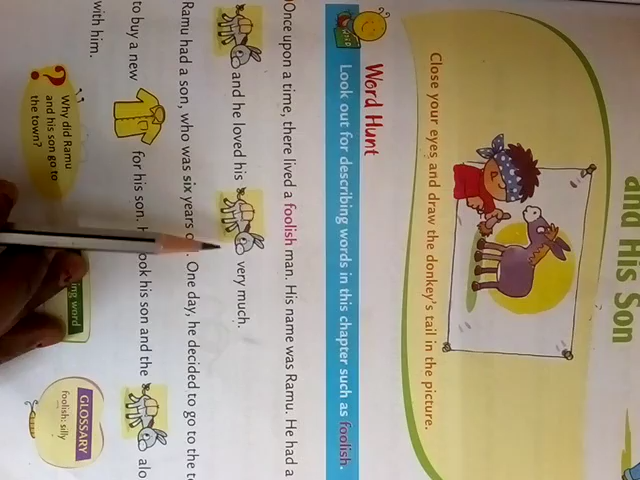 and His Son
Close your eyes and draw the donkey's tail in the picture.
Word Hunt
Look out for describing words in this chapter such as foolish.
Once upon a time, there lived a foolish man. His name was Ramu. He had a
and he loved his very much.
Ramu had a son, who was six years One day, he decided to go to the
to buy a new for his son. took his son and the
with him.
Why did Ramu
and his son go to
the town?
ing word
GLOSSARY
foolish: silly